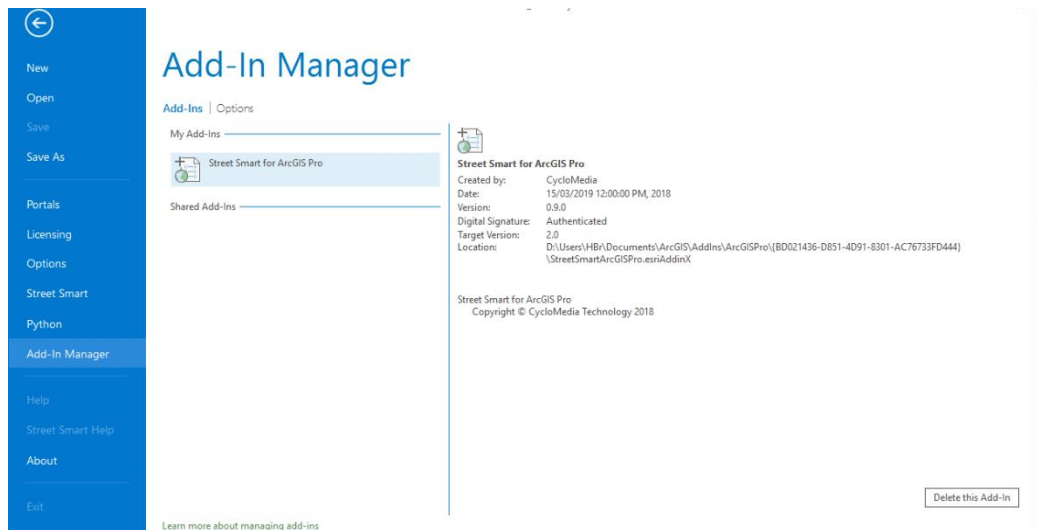 New
Open
Save
Save As
Portals
Licensing
Options
Street Smart
Python
Add-In Manager
Help
Street Smart Help
About
Exit
Add-In Manager
Add-Ins | Options
My Add-Ins
Street Smart for ArcGIS Pro
Shared Add-Ins
Learn more about managing add-ins
Street Smart for ArcGIS Pro
Created by: CycloMedia
Date: 15/03/2019 12:00:00 PM, 2018
Version: 0.9.0
Digital Signature: Authenticated
Target Version: 2.0
Location: D:\Users\HBr\Documents\ArcGIS\AddIns\ArcGISPro\{BD021436-D851-4D91-8301-AC76733FD444}
\StreetSmartArcGISPro.esriAddinX
Street Smart for ArcGIS Pro
Copyright © CycloMedia Technology 2018
Delete this Add-In